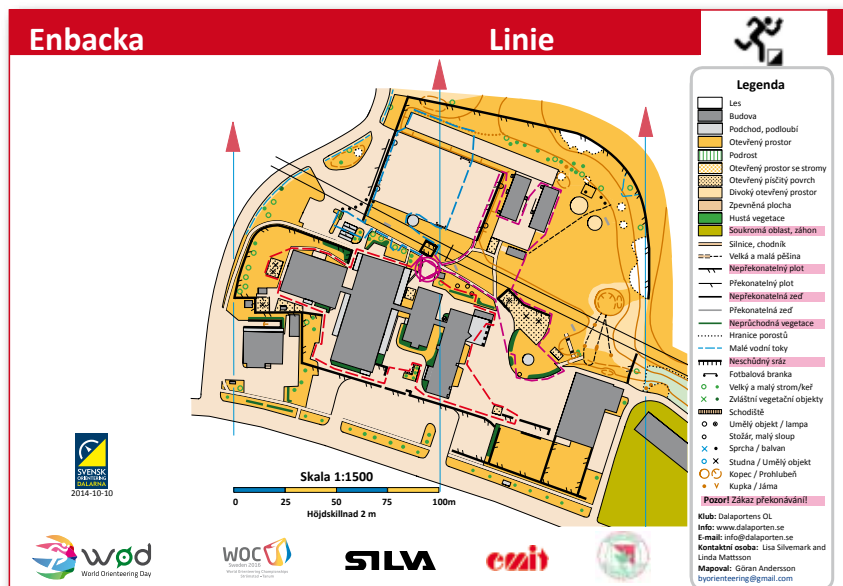 Enbacka
Linie
Legenda
Les
Budova
Podchod, podloubí
Otevřený prostor
Podrost
Otevřený prostor se stromy
Otevřený písčitý povrch
Divoký otevřený prostor
Zpevněná plocha
Hustá vegetace
Soukromá oblast, záhon
Silnice, chodník
Velká a malá pěšina
Nepřekonatelný plot
Překonatelný plot
Nepřekonatelná zeď
Překonatelná zeď
Neprůchodná vegetace
Hranice porostů
Malé vodní toky
Neschůdný sráz
Fotbalová branka
Velký a malý strom/keř
Zvláštní vegetační objekty
Schodiště
Umělý objekt / lampa
Stožár, malý sloup
Sprcha / balvan
Studna / Umělý objekt
Kopec / Prohlubeň
Kupka / Jáma
Pozor! Zákaz překonávání!
Klub: Dalaportens OL
Info: www.dalaporten.se
E-mail: info@dalaporten.se
Kontaktní osoba: Lisa Silvemark and
Linda Mattsson
Mapoval: Göran Andersson
byorienteering@gmail.com
SVENSK
ORIENTERING
DALARNA
2014-10-10
Skala 1:1500
0 25 50 75 100m
Höjdskillnad 2 m
wod
World Orienteering Day
WOC
Sweden 2016
World Orienteering Championships
Strömstad • Tanum
SILVA
emit